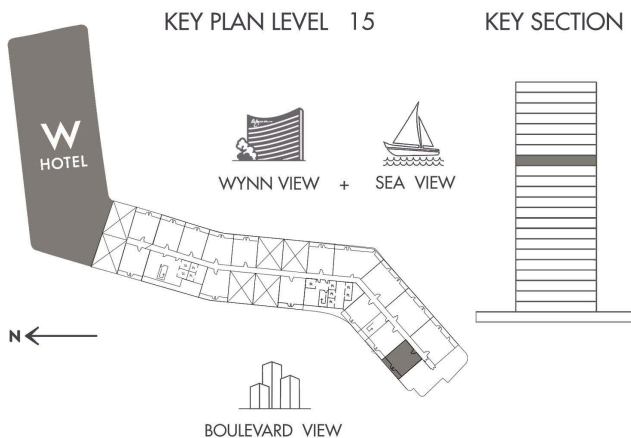 KEY PLAN LEVEL 15
KEY SECTION
W
HOTEL
WYNN VIEW + SEA VIEW
N
BOULEVARD VIEW